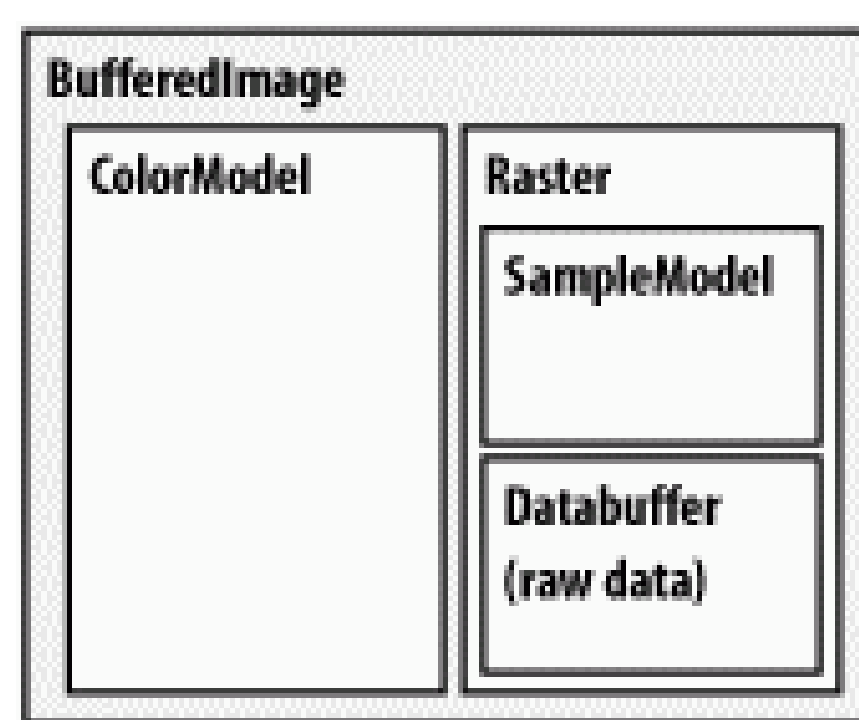 BufferedImage
ColorModel
Raster
SampleModel
Databuffer
(raw data)